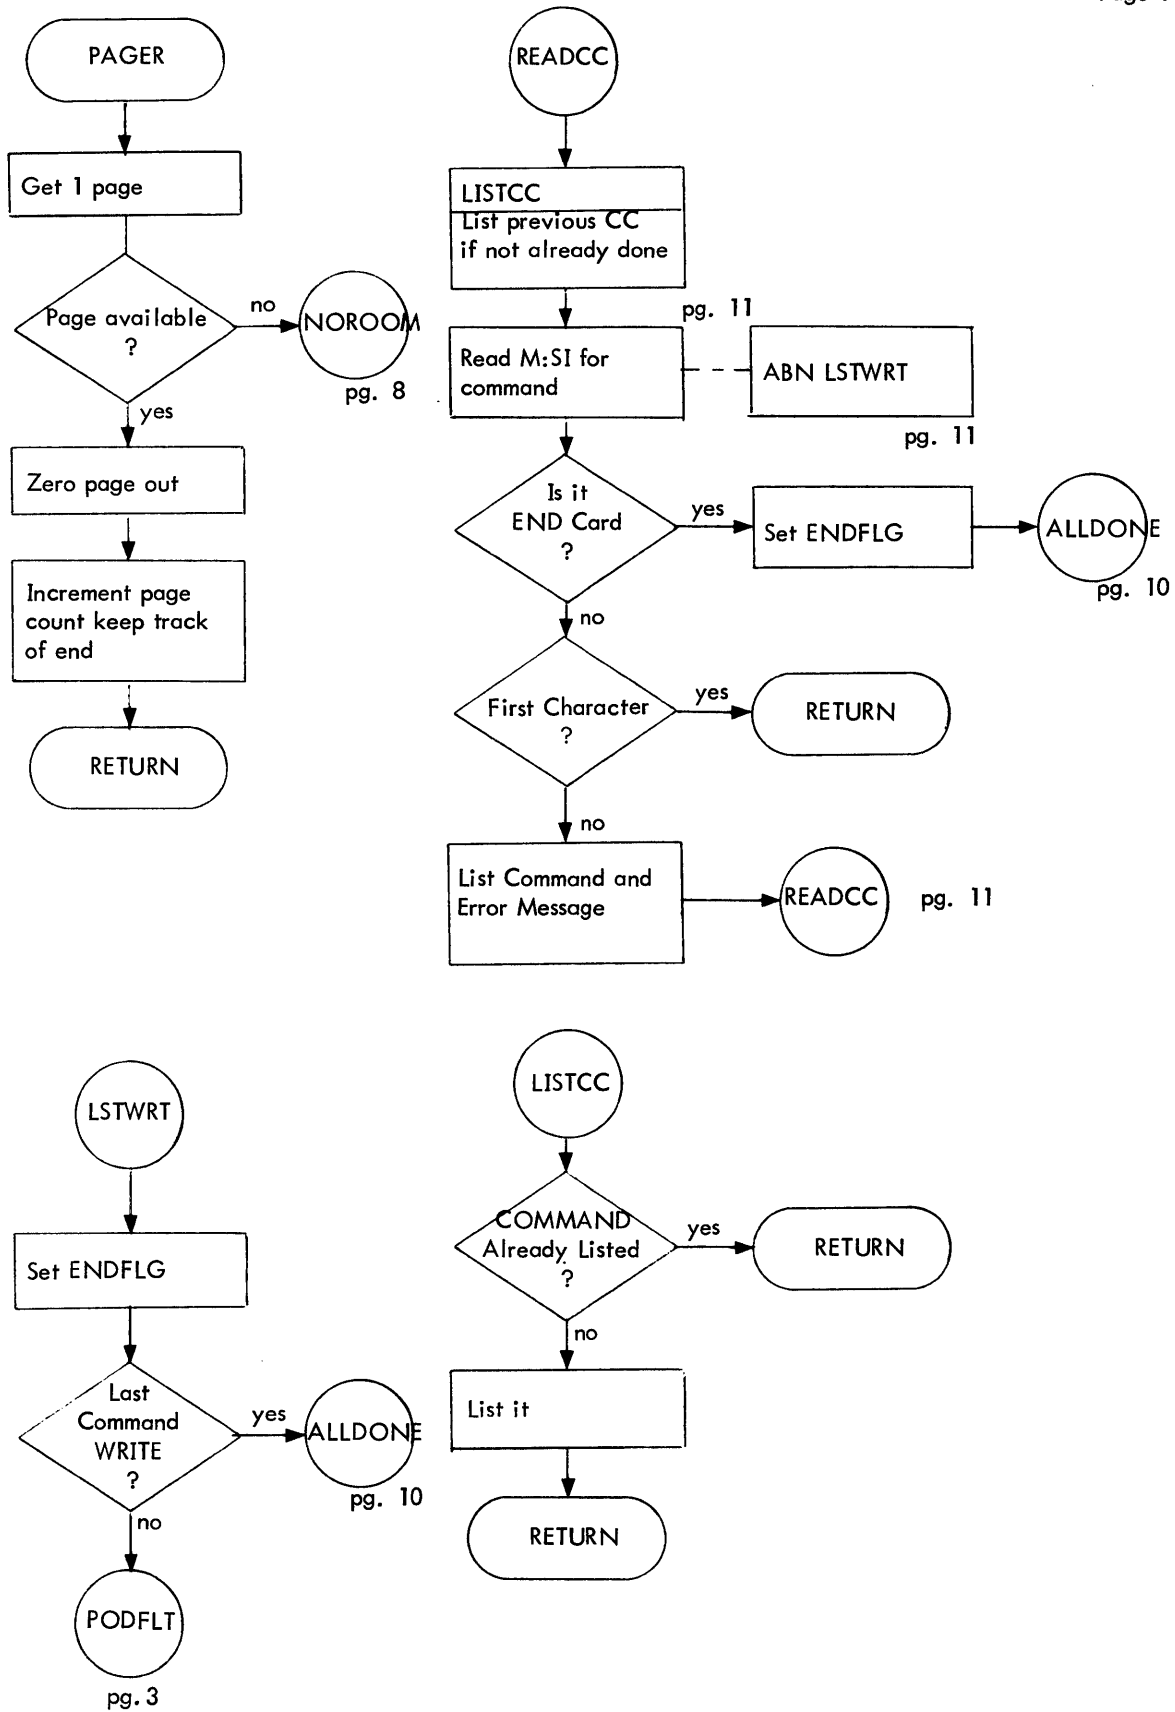 PAGER
Get 1 page
Page available
?
no
NOROOM
pg. 8
yes
Zero page out
Increment page
count keep track
of end
RETURN
READCC
LISTCC
List previous CC
if not already done
pg. 11
Read M:SI for
command
ABN LSTWRT
pg. 11
Is it
END Card
?
yes
Set ENDFLG
ALLDONE
pg. 10
no
First Character
?
yes
RETURN
no
List Command and
Error Message
READCC
pg. 11
LSTWRT
Set ENDFLG
Last
Command
WRITE
?
yes
ALLDONE
pg. 10
no
PODFLT
pg. 3
LISTCC
COMMAND
Already Listed
?
yes
RETURN
no
List it
RETURN